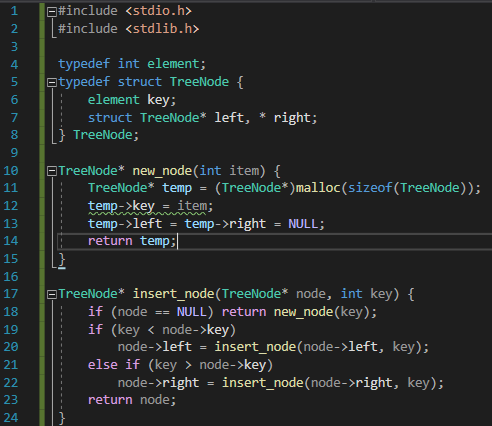 1 #include <stdio.h>
2 #include <stdlib.h>
3
4 typedef int element;
5 typedef struct TreeNode {
6     element key;
7     struct TreeNode* left, * right;
8 } TreeNode;
9
10 TreeNode* new_node(int item) {
11     TreeNode* temp = (TreeNode*)malloc(sizeof(TreeNode));
12     temp->key = item;
13     temp->left = temp->right = NULL;
14     return temp;
15 }
16
17 TreeNode* insert_node(TreeNode* node, int key) {
18     if (node == NULL) return new_node(key);
19     if (key < node->key)
20         node->left = insert_node(node->left, key);
21     else if (key > node->key)
22         node->right = insert_node(node->right, key);
23     return node;
24 }